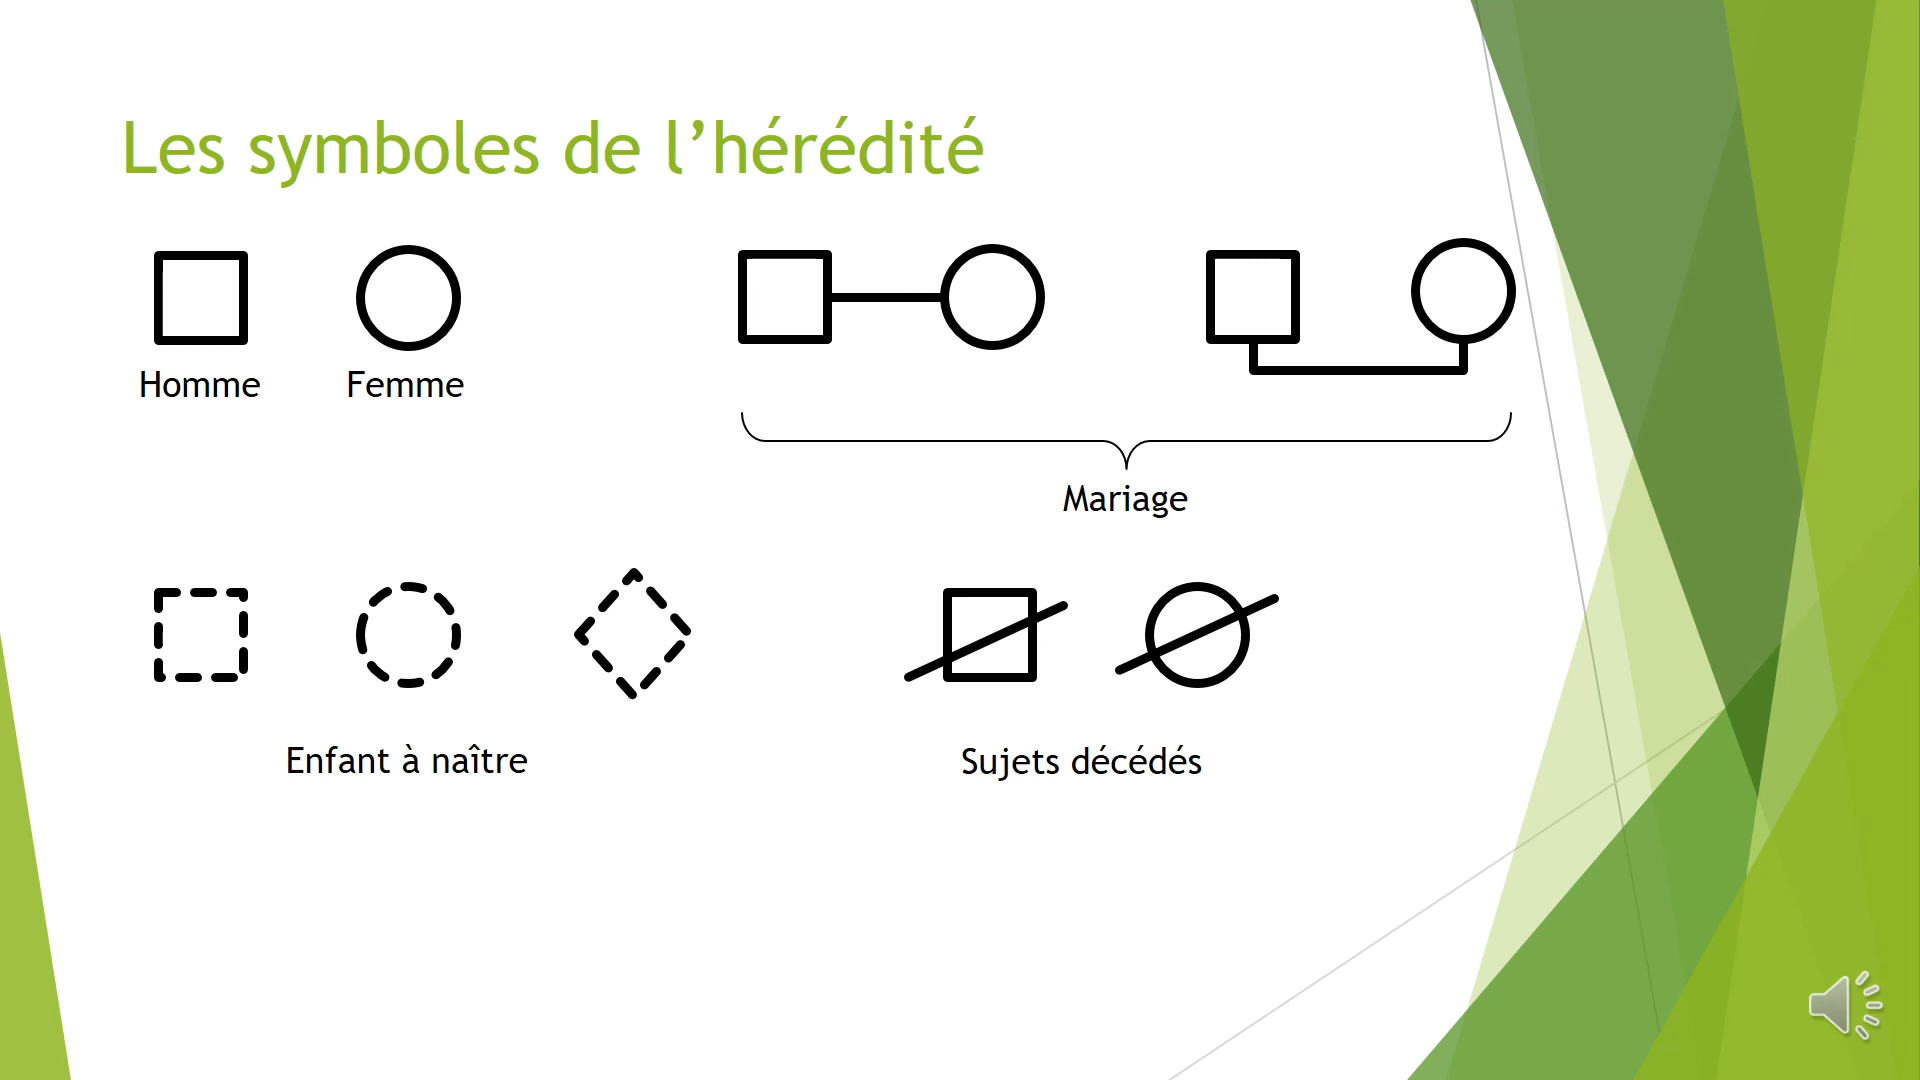 Les symboles de l’hérédité
Homme
Femme
Mariage
Enfant à naître
Sujets décédés